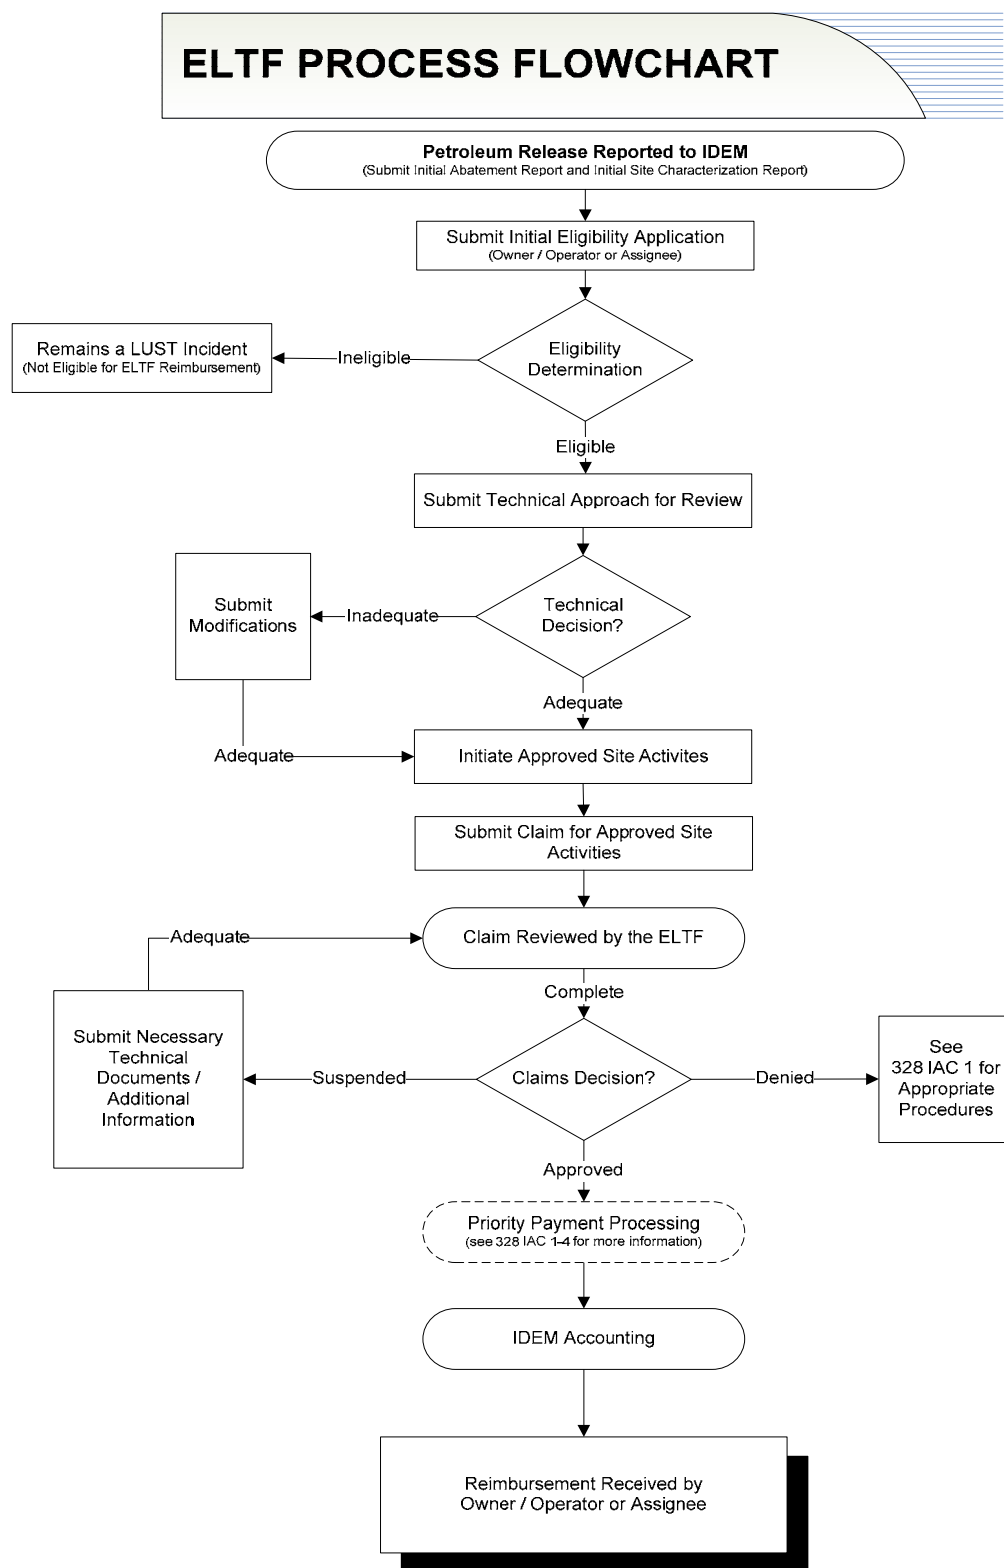 ELTF PROCESS FLOWCHART
Petroleum Release Reported to IDEM
(Submit Initial Abatement Report and Initial Site Characterization Report)
Submit Initial Eligibility Application
(Owner / Operator or Assignee)
Eligibility
Determination
Ineligible
Remains a LUST Incident
(Not Eligible for ELTF Reimbursement)
Eligible
Submit Technical Approach for Review
Technical
Decision?
Inadequate
Submit
Modifications
Adequate
Adequate
Initiate Approved Site Activites
Submit Claim for Approved Site
Activities
Claim Reviewed by the ELTF
Adequate
Complete
Claims Decision?
Suspended
Submit Necessary
Technical
Documents /
Additional
Information
Denied
See
328 IAC 1 for
Appropriate
Procedures
Approved
Priority Payment Processing
(see 328 IAC 1-4 for more information)
IDEM Accounting
Reimbursement Received by
Owner / Operator or Assignee